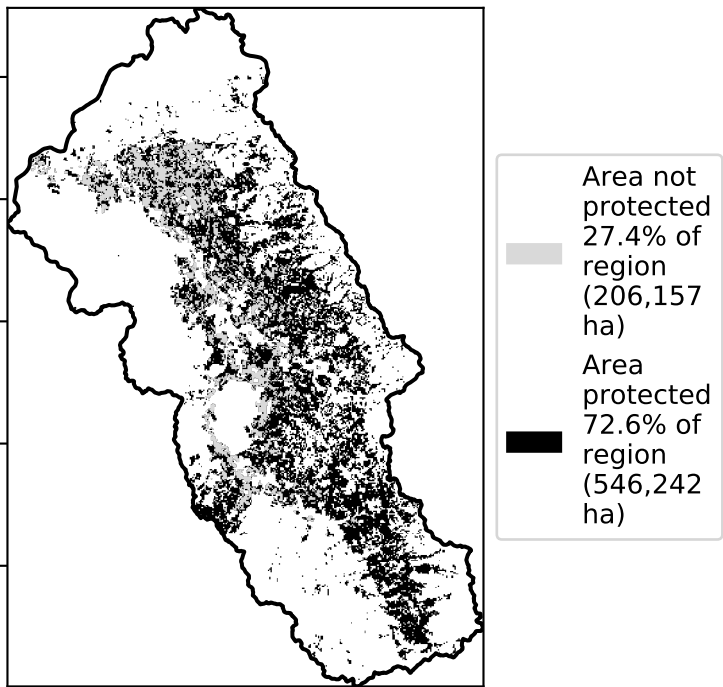 Area not
protected
27.4% of
region
(206,157
ha)
Area
protected
72.6% of
region
(546,242
ha)